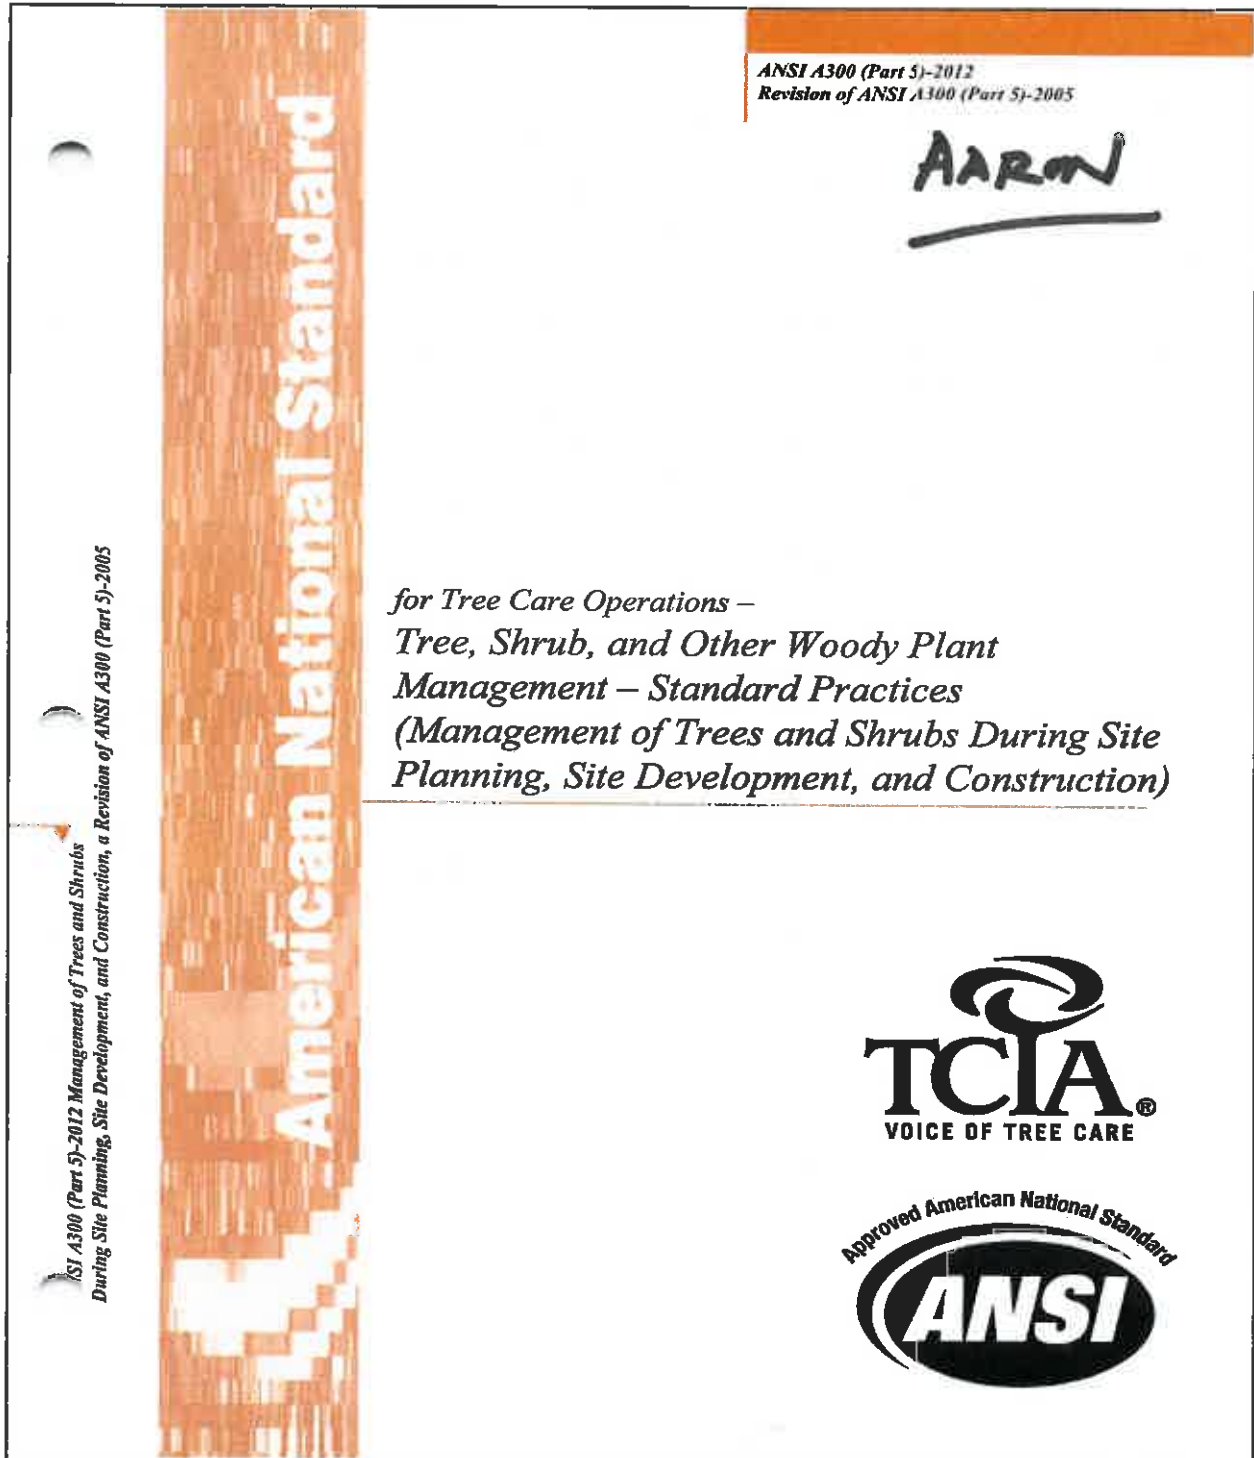 ANSI A300 (Part 5)-2012
Revision of ANSI A300 (Part 5)-2005
AARON
American National Standard
for Tree Care Operations –
Tree, Shrub, and Other Woody Plant
Management – Standard Practices
(Management of Trees and Shrubs During Site
Planning, Site Development, and Construction)
SI A300 (Part 5)-2012 Management of Trees and Shrubs
During Site Planning, Site Development, and Construction, a Revision of ANSI A300 (Part 5)-2005
TCIA®
VOICE OF TREE CARE
Approved American National Standard
ANSI